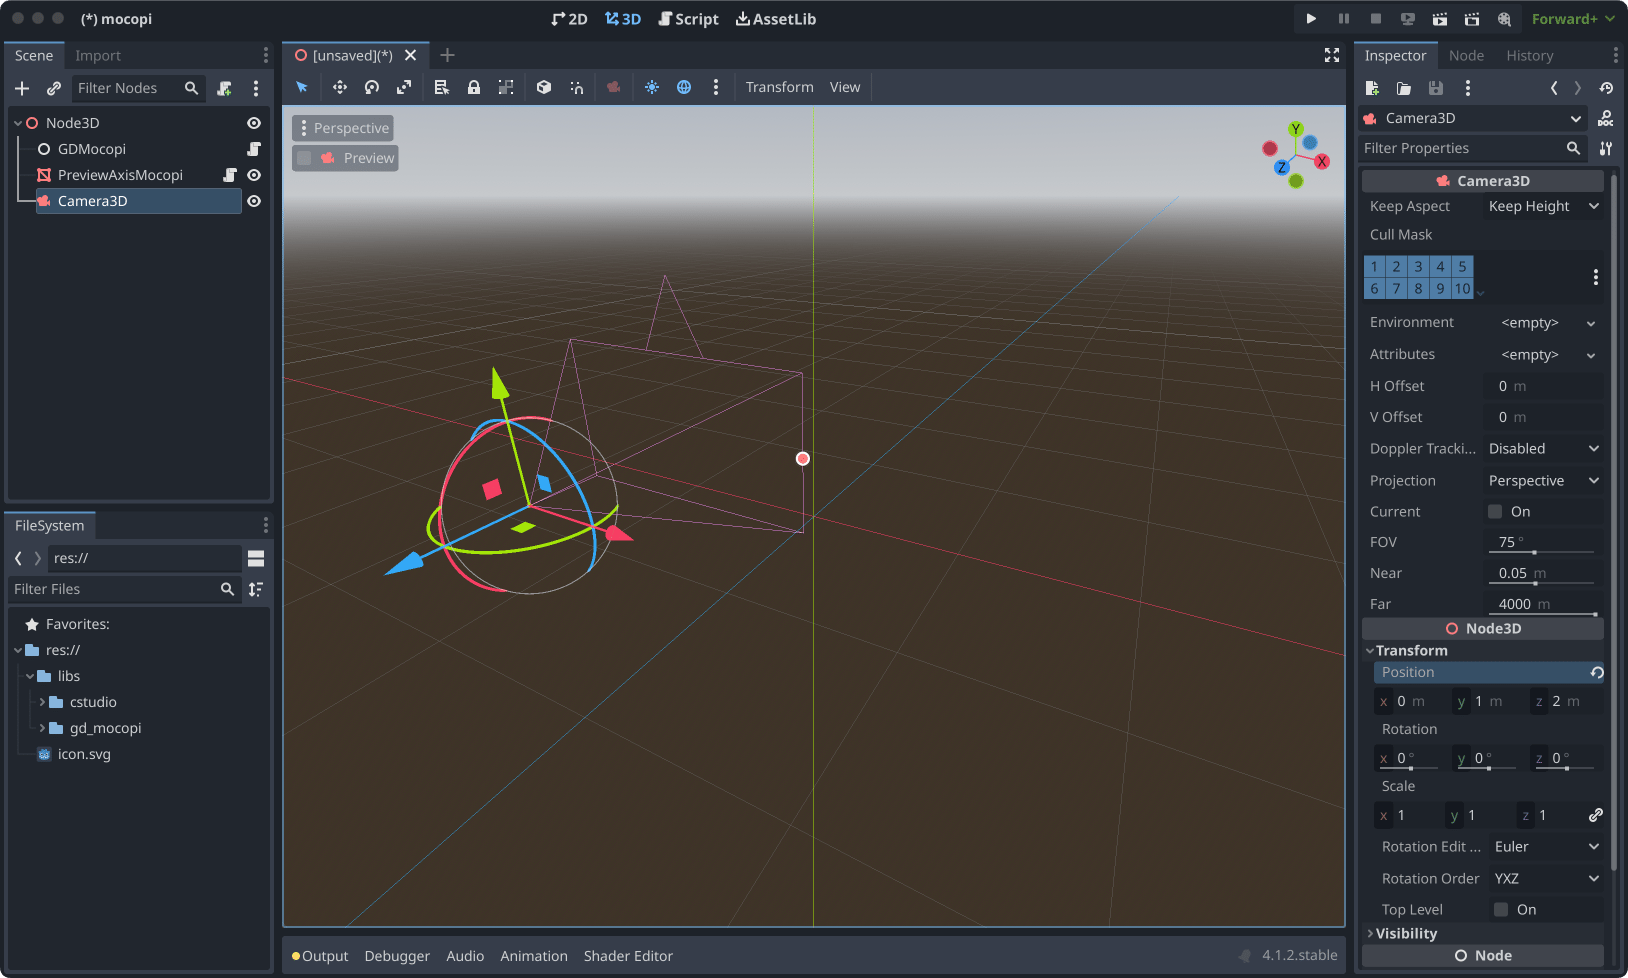 (*) mocopi
2D
3D
Script
AssetLib
Forward+
Scene
Import
Filter Nodes
Node3D
GDMocopi
PreviewAxisMocopi
Camera3D
FileSystem
res://
Filter Files
Favorites:
res://
libs
cstudio
gd_mocopi
icon.svg
[unsaved](*)
Transform
View
Perspective
Preview
Y
X
Z
Output
Debugger
Audio
Animation
Shader Editor
4.1.2.stable
Inspector
Node
History
DOC
Camera3D
Filter Properties
Camera3D
Keep Aspect Keep Height
Cull Mask
1 2 3 4 5
6 7 8 9 10
Environment <empty>
Attributes <empty>
H Offset 0 m
V Offset 0 m
Doppler Tracki... Disabled
Projection Perspective
Current On
FOV 75 °
Near 0.05 m
Far 4000 m
Node3D
Transform
Position
x 0 m y 1 m z 2 m
Rotation
x 0 ° y 0 ° z 0 °
Scale
x 1 y 1 z 1
Rotation Edit ... Euler
Rotation Order YXZ
Top Level On
Visibility
Node